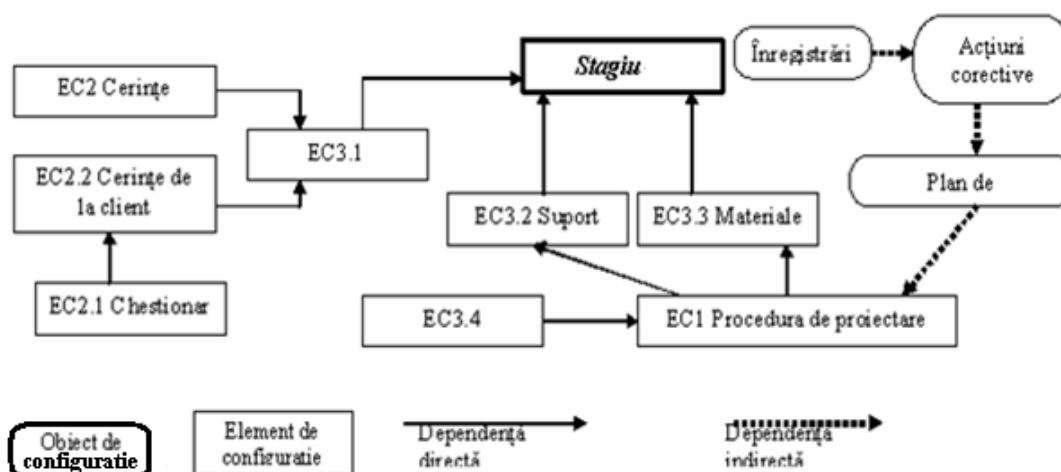 Stagiu
Înregistrări
Acțiuni
corective
EC2 Cerințe
EC3.1
EC2.2 Cerințe de
la client
Plan de
EC3.2 Suport
EC3.3 Materiale
EC2.1 Chestionar
EC3.4
EC1 Procedura de proiectare
Obiect de
configuratie
Element de
configuratie
Dependență
directă
Dependență
indirectă